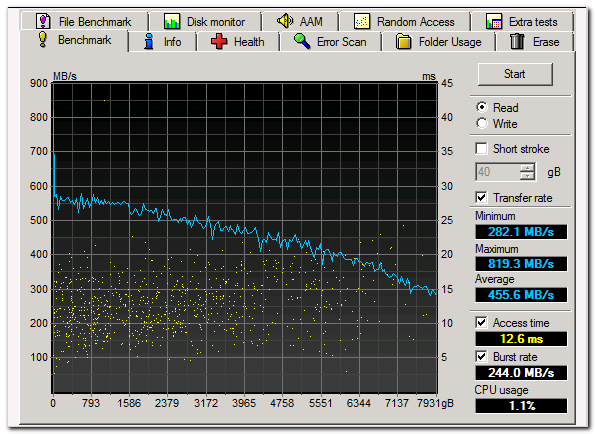 File Benchmark Disk monitor AAM Random Access Extra tests
Benchmark Info Health Error Scan Folder Usage Erase
MB/s ms
Start
900 45
800 40
700 35
600 30
500 25
400 20
300 15
200 10
100 5
0 793 1586 2379 3172 3965 4758 5551 6344 7137 7931gB
Read
Write
Short stroke
40 gB
Transfer rate
Minimum
282.1 MB/s
Maximum
819.3 MB/s
Average
455.6 MB/s
Access time
12.6 ms
Burst rate
244.0 MB/s
CPU usage
1.1%